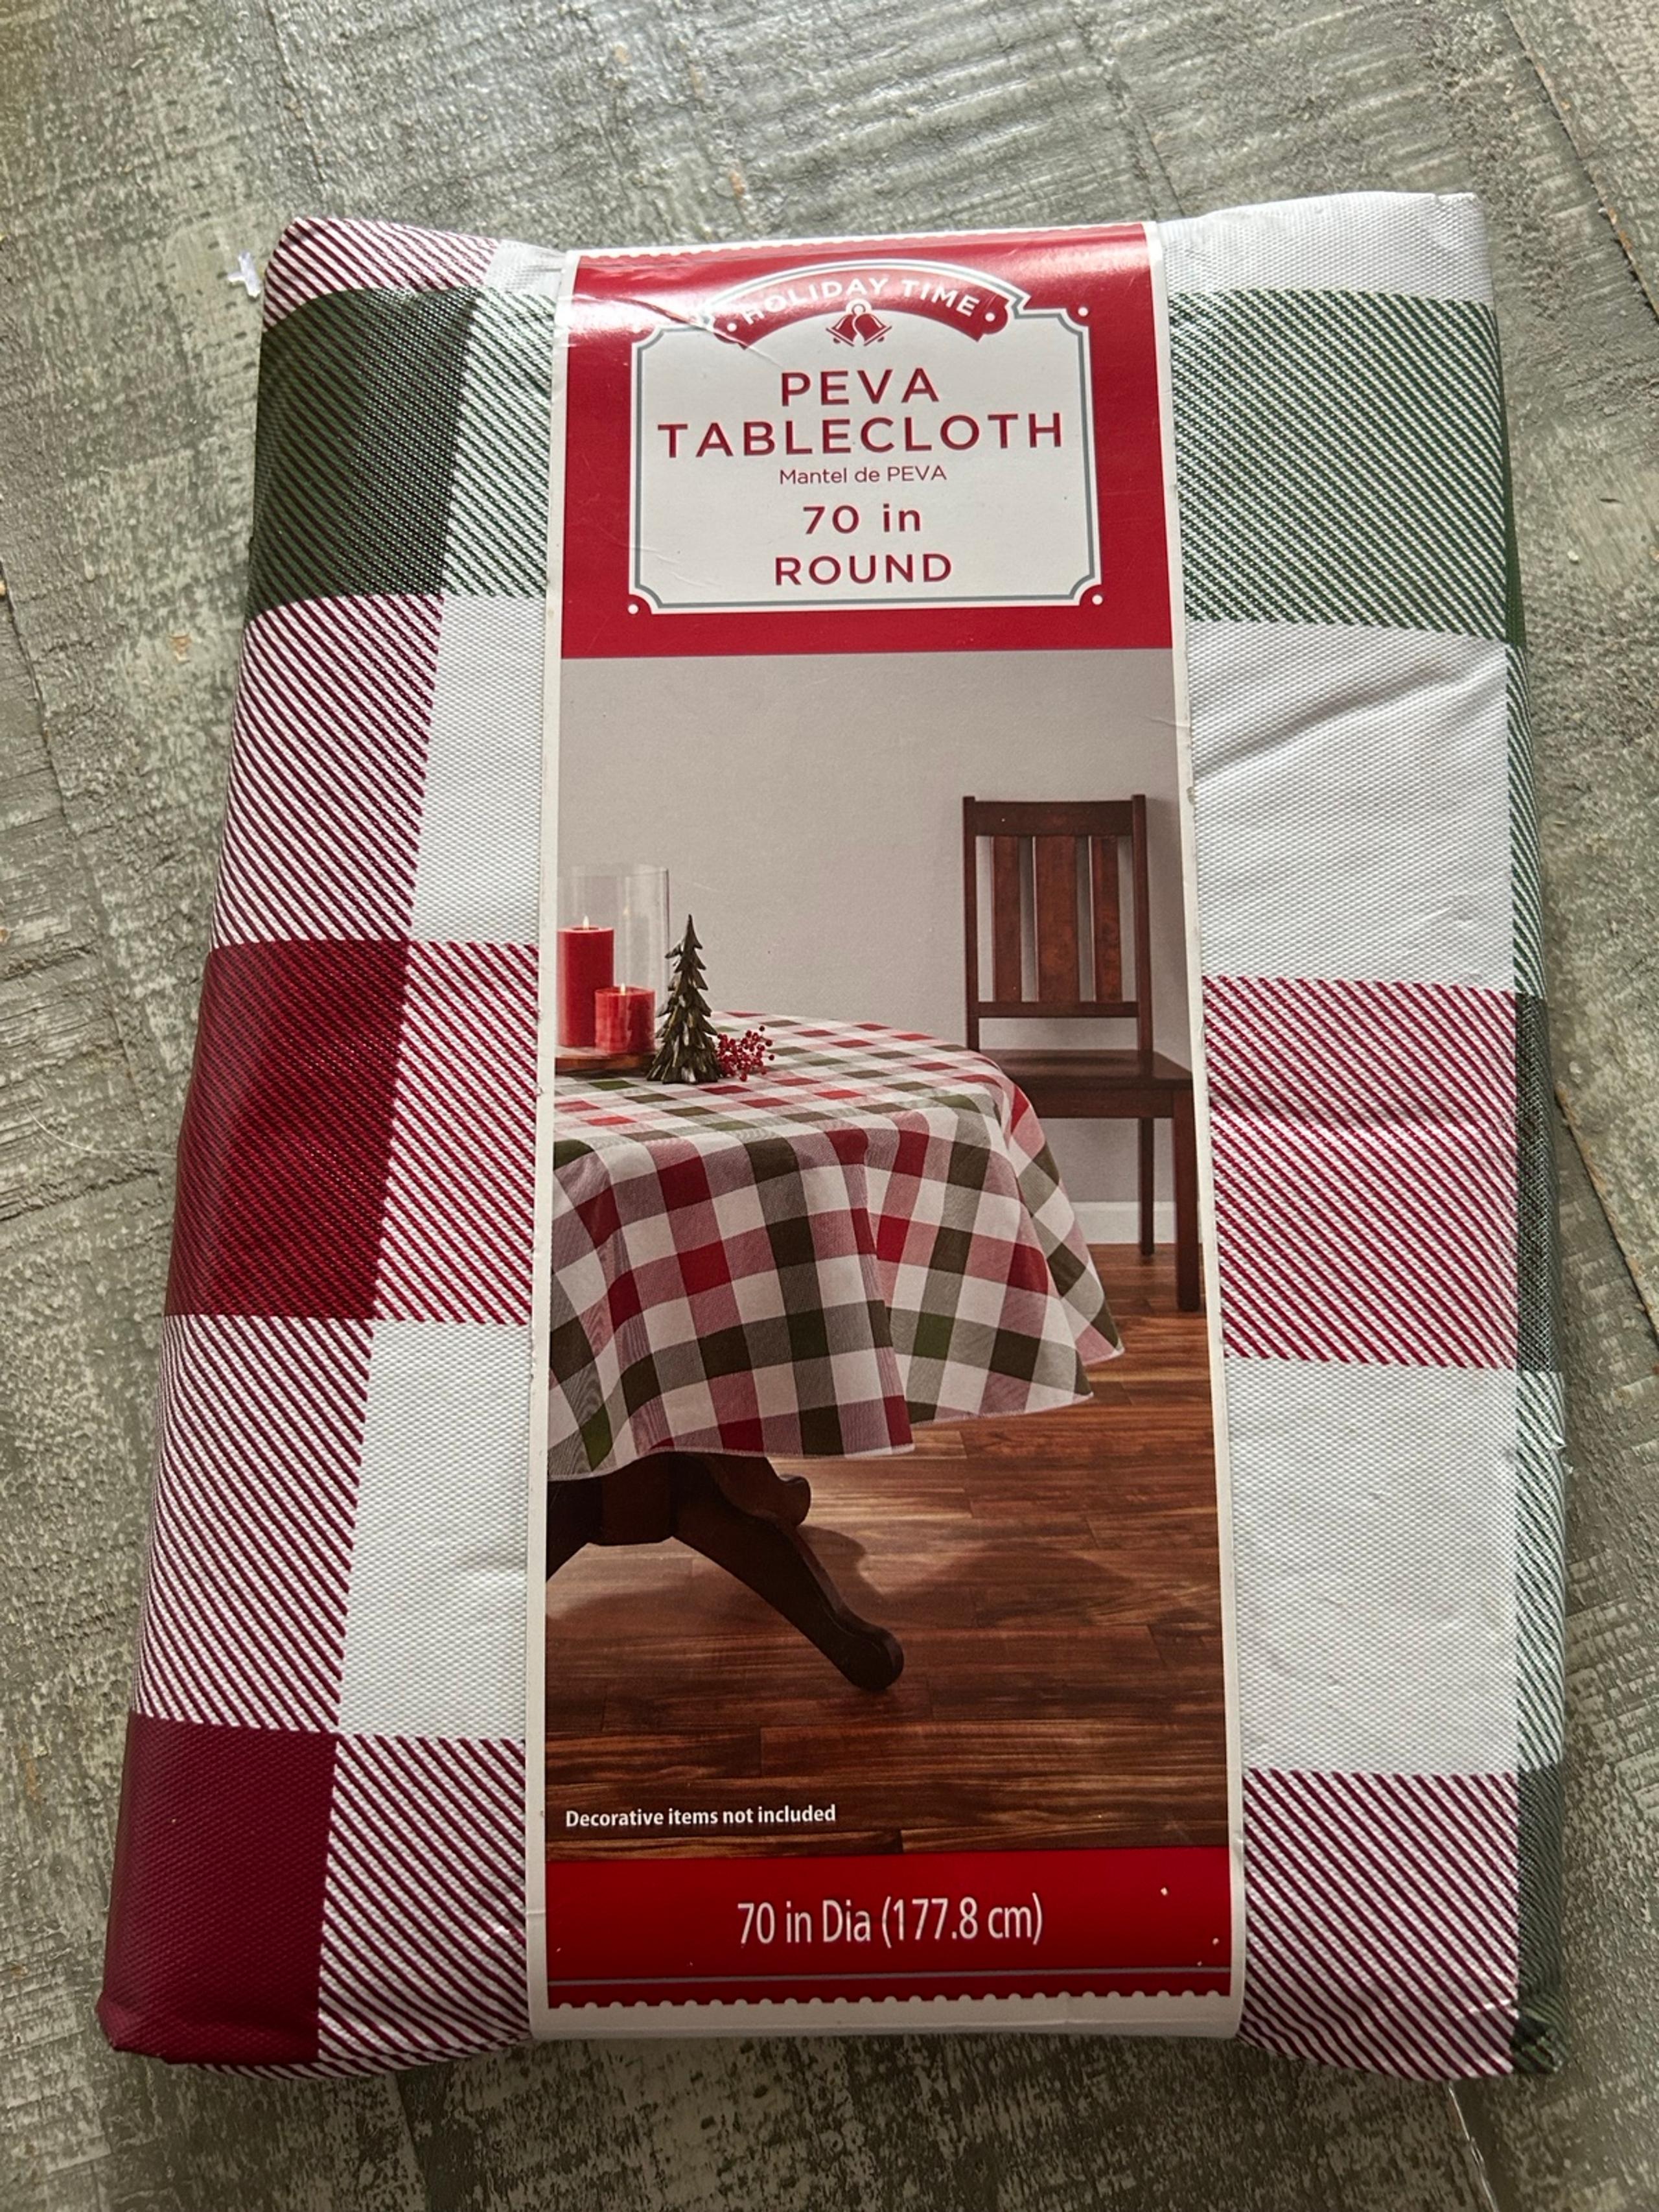 HOLIDAY TIME
PEVA
TABLECLOTH
Mantel de PEVA
70 in
ROUND
Decorative items not included
70 in Dia (177.8 cm)